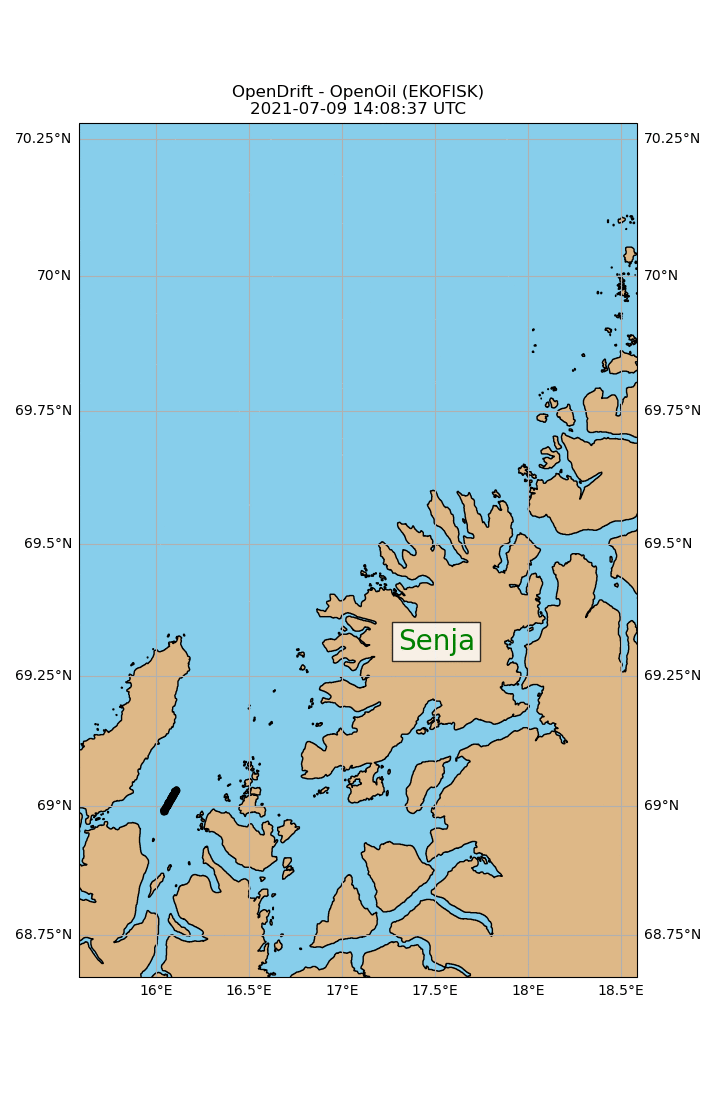 OpenDrift - OpenOil (EKOFISK)
2021-07-09 14:08:37 UTC
70.25°N 70.25°N
70°N 70°N
69.75°N 69.75°N
69.5°N 69.5°N
Senja
69.25°N 69.25°N
69°N 69°N
68.75°N 68.75°N
16°E 16.5°E 17°E 17.5°E 18°E 18.5°E